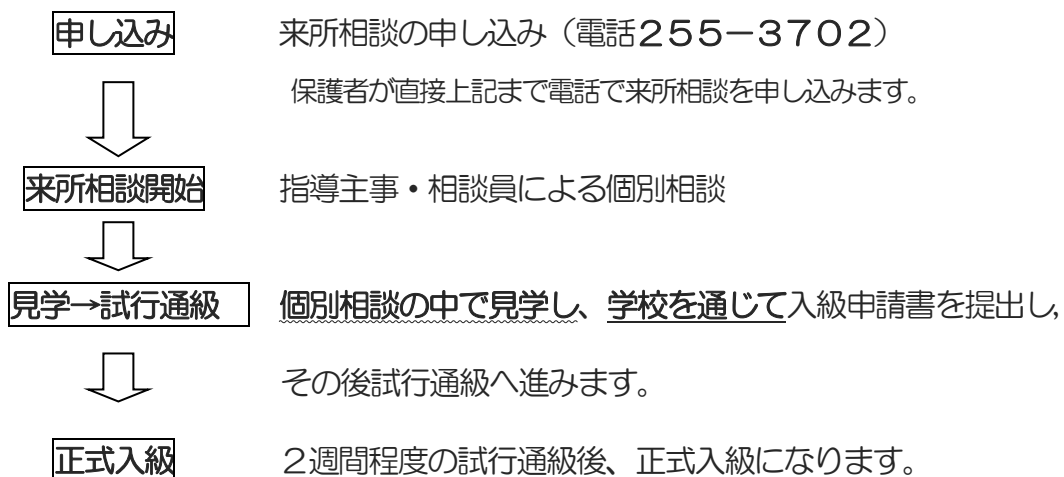 申し込み 来所相談の申し込み（電話２５５－３７０２）
保護者が直接上記まで電話で来所相談を申し込みます。
来所相談開始 指導主事・相談員による個別相談
見学→試行通級 個別相談の中で見学し、学校を通じて入級申請書を提出し、
その後試行通級へ進みます。
正式入級 ２週間程度の試行通級後、正式入級になります。